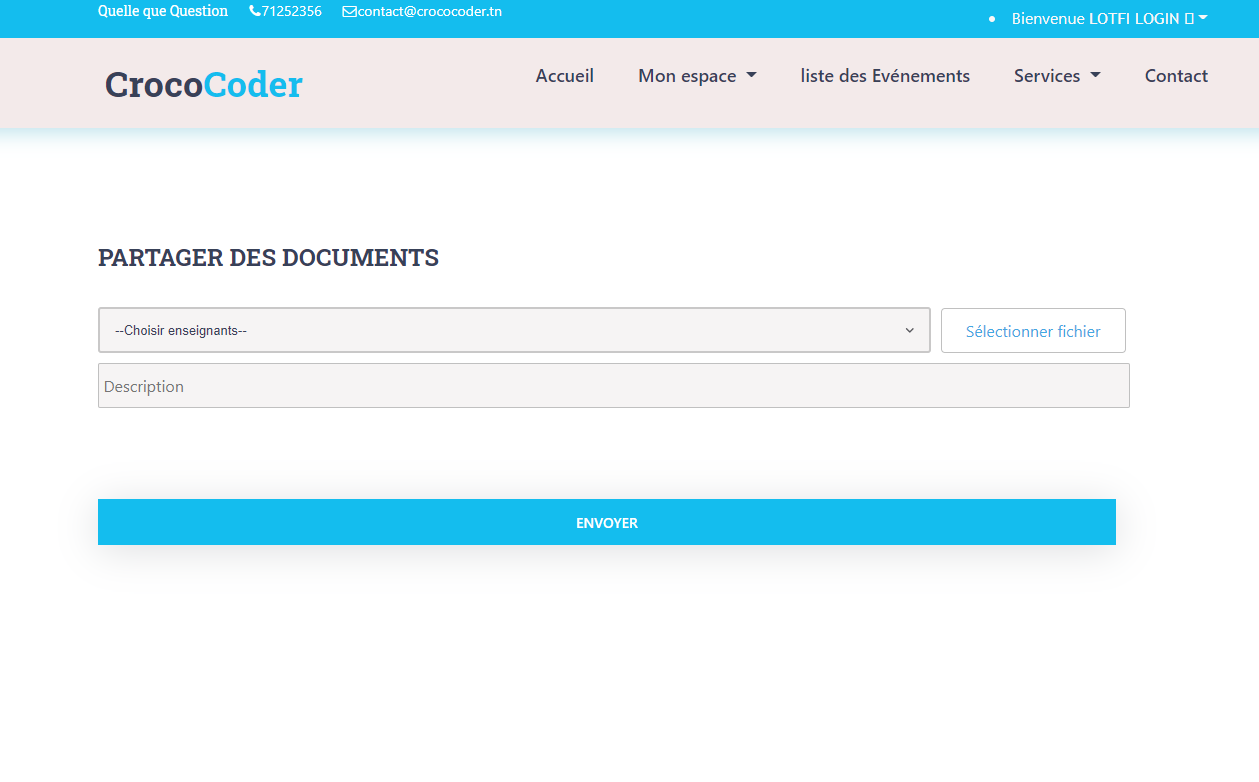 Quelle que Question 71252356 contact@crococoder.tn
Bienvenue LOTFI LOGIN
CrocoCoder
Accueil Mon espace liste des Evénements Services Contact
PARTAGER DES DOCUMENTS
--Choisir enseignants--
Sélectionner fichier
Description
ENVOYER